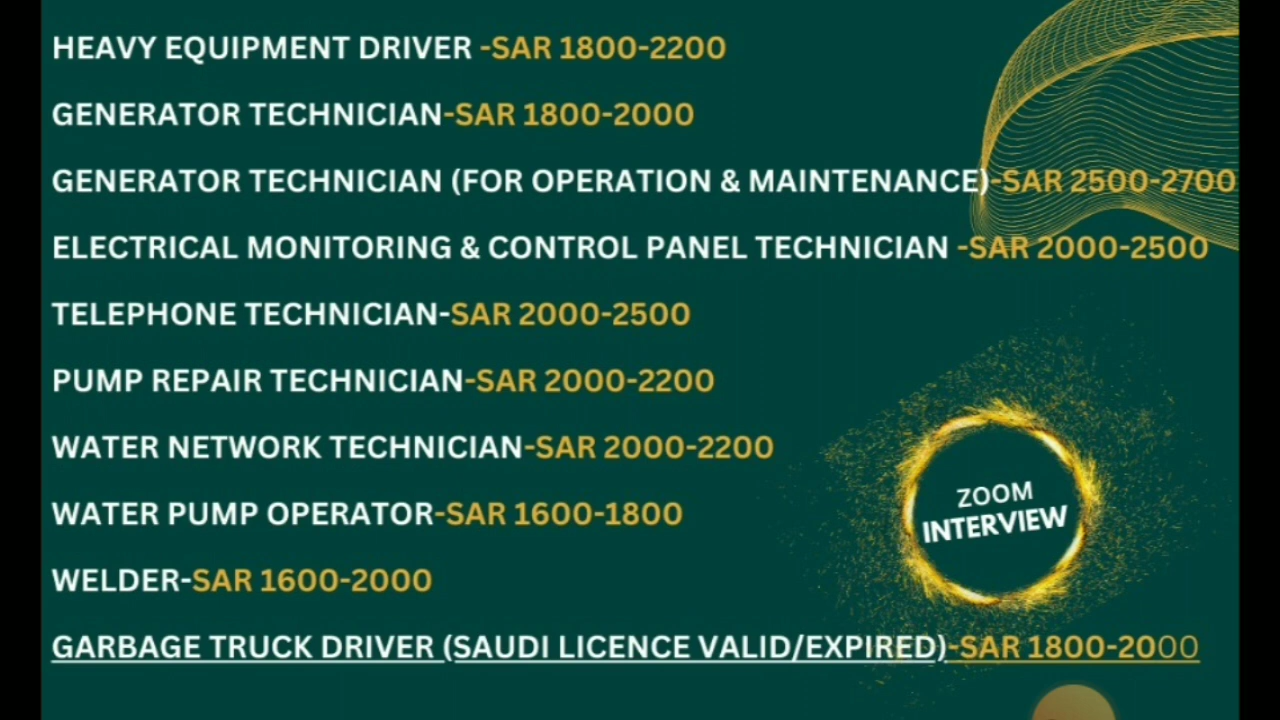 HEAVY EQUIPMENT DRIVER -SAR 1800-2200
GENERATOR TECHNICIAN-SAR 1800-2000
GENERATOR TECHNICIAN (FOR OPERATION & MAINTENANCE)-SAR 2500-2700
ELECTRICAL MONITORING & CONTROL PANEL TECHNICIAN -SAR 2000-2500
TELEPHONE TECHNICIAN-SAR 2000-2500
PUMP REPAIR TECHNICIAN-SAR 2000-2200
WATER NETWORK TECHNICIAN-SAR 2000-2200
WATER PUMP OPERATOR-SAR 1600-1800
WELDER-SAR 1600-2000
GARBAGE TRUCK DRIVER (SAUDI LICENCE VALID/EXPIRED)-SAR 1800-2000
ZOOM
INTERVIEW